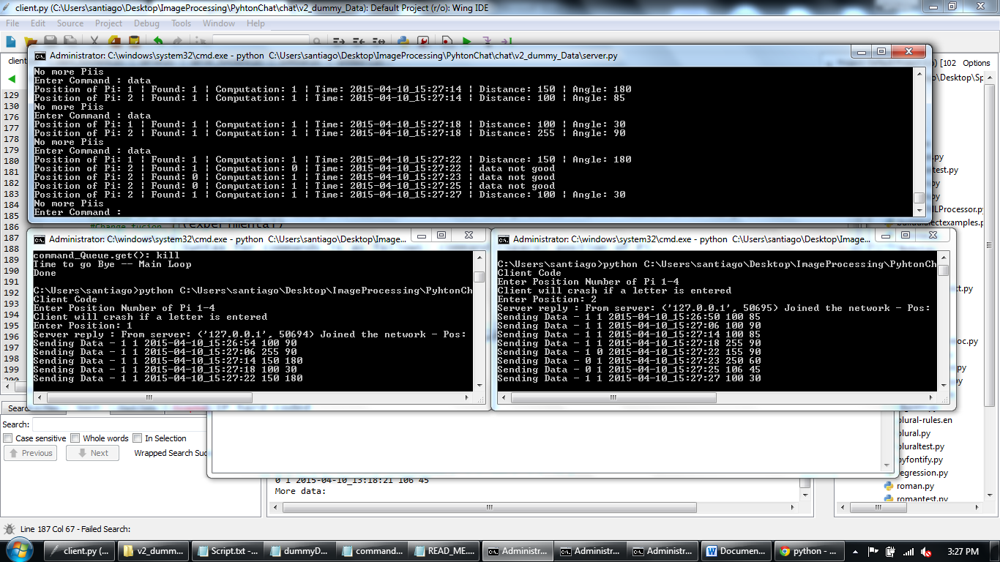 client.py (C:\Users\santiago\Desktop\ImageProcessing\PyhtonChat\chat\v2_dummy_Data): Default Project (r/o): Wing IDE
File Edit Source Project Debug Tools Window Help
Administrator: C:\windows\system32\cmd.exe - python C:\Users\santiago\Desktop\ImageProcessing\PyhtonChat\chat\v2_dummy_Data\server.py
client
[102 Options
No more Piis
Enter Command : data
Position of Pi: 1 ¦ Found: 1 ¦ Computation: 1 ¦ Time: 2015-04-10_15:27:14 ¦ Distance: 150 ¦ Angle: 180
Position of Pi: 2 ¦ Found: 1 ¦ Computation: 1 ¦ Time: 2015-04-10_15:27:14 ¦ Distance: 100 ¦ Angle: 85
No more Piis
Enter Command : data
Position of Pi: 1 ¦ Found: 1 ¦ Computation: 1 ¦ Time: 2015-04-10_15:27:18 ¦ Distance: 100 ¦ Angle: 30
Position of Pi: 2 ¦ Found: 1 ¦ Computation: 1 ¦ Time: 2015-04-10_15:27:18 ¦ Distance: 255 ¦ Angle: 90
No more Piis
Enter Command : data
Position of Pi: 1 ¦ Found: 1 ¦ Computation: 1 ¦ Time: 2015-04-10_15:27:22 ¦ Distance: 150 ¦ Angle: 180
Position of Pi: 2 ¦ Found: 1 ¦ Computation: 0 ¦ Time: 2015-04-10_15:27:22 ¦ data not good
Position of Pi: 2 ¦ Found: 0 ¦ Computation: 1 ¦ Time: 2015-04-10_15:27:23 ¦ data not good
Position of Pi: 2 ¦ Found: 0 ¦ Computation: 1 ¦ Time: 2015-04-10_15:27:25 ¦ data not good
Position of Pi: 2 ¦ Found: 1 ¦ Computation: 1 ¦ Time: 2015-04-10_15:27:27 ¦ Distance: 100 ¦ Angle: 30
No more Piis
Enter Command :
129
130
176
177
178
179
180
181
182
183
184
185
186
187
188
189
190
191
192
193
194
195
196
197
198
199
Administrator: C:\windows\system32\cmd.exe - python C:\Users\santiago\Desktop\Image...
command_Queue.get(): kill
Time to go Bye -- Main Loop
Done
C:\Users\santiago>python C:\Users\santiago\Desktop\ImageProcessing\PyhtonCh
Client Code
Enter Position Number of Pi 1-4
Client will crash if a letter is entered
Enter Position: 1
Server reply : From server: ('127.0.0.1', 50694) Joined the network - Pos:
Sending Data - 1 1 2015-04-10_15:26:54 100 90
Sending Data - 1 1 2015-04-10_15:27:06 255 90
Sending Data - 1 1 2015-04-10_15:27:14 150 180
Sending Data - 1 1 2015-04-10_15:27:18 100 30
Sending Data - 1 1 2015-04-10_15:27:22 150 180
Administrator: C:\windows\system32\cmd.exe - python C:\Users\santiago\Desktop\Image...
C:\Users\santiago>python C:\Users\santiago\Desktop\ImageProcessing\PyhtonCh
Client Code
Enter Position Number of Pi 1-4
Client will crash if a letter is entered
Enter Position: 2
Server reply : From server: ('127.0.0.1', 50695) Joined the network - Pos:
Sending Data - 1 1 2015-04-10_15:26:50 100 85
Sending Data - 1 1 2015-04-10_15:27:06 100 90
Sending Data - 1 1 2015-04-10_15:27:14 100 85
Sending Data - 1 1 2015-04-10_15:27:18 255 90
Sending Data - 1 0 2015-04-10_15:27:22 155 90
Sending Data - 0 1 2015-04-10_15:27:23 250 60
Sending Data - 0 1 2015-04-10_15:27:25 106 45
Sending Data - 1 1 2015-04-10_15:27:27 100 30
plural-rules.en
plural.py
pluraltest.py
pyfontify.py
regression.py
roman.py
romantest.py
Search:
Case sensitive Whole words In Selection
Previous Next Wrapped Search Suc
0 1 2015-04-10_13:18:21 106 45
More data:
Line 187 Col 67 - Failed Search:
client.py (... v2_dumm... Script.txt -... dummyD... command... READ_ME... Administr... Administr... Administr... Documen... python - ... 3:27 PM